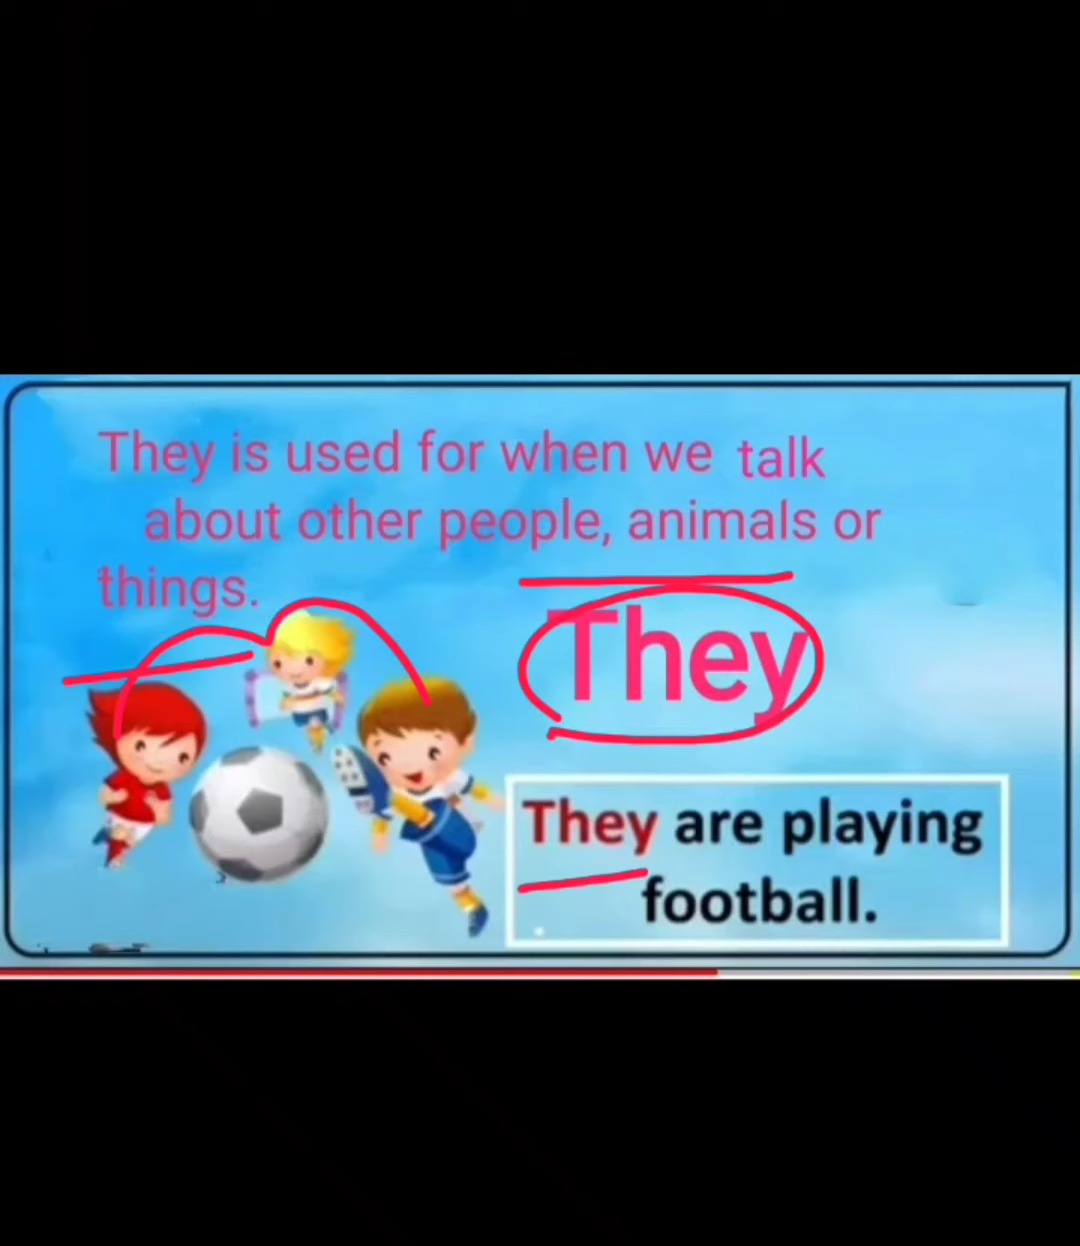 They is used for when we talk
about other people, animals or
things.
They
They are playing
football.